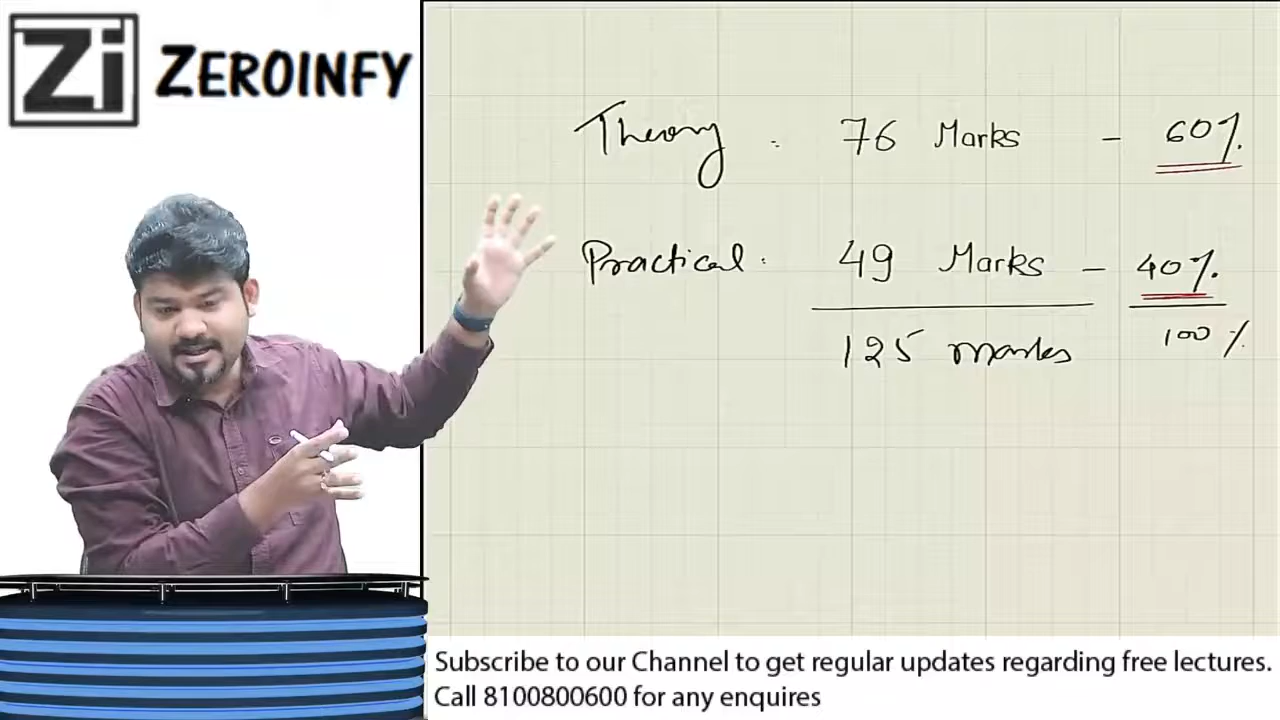 Zi ZEROINFY
Theory : 76 Marks - 60%
Practical : 49 Marks - 40%
125 marks 100%
Subscribe to our Channel to get regular updates regarding free lectures.
Call 8100800600 for any enquires